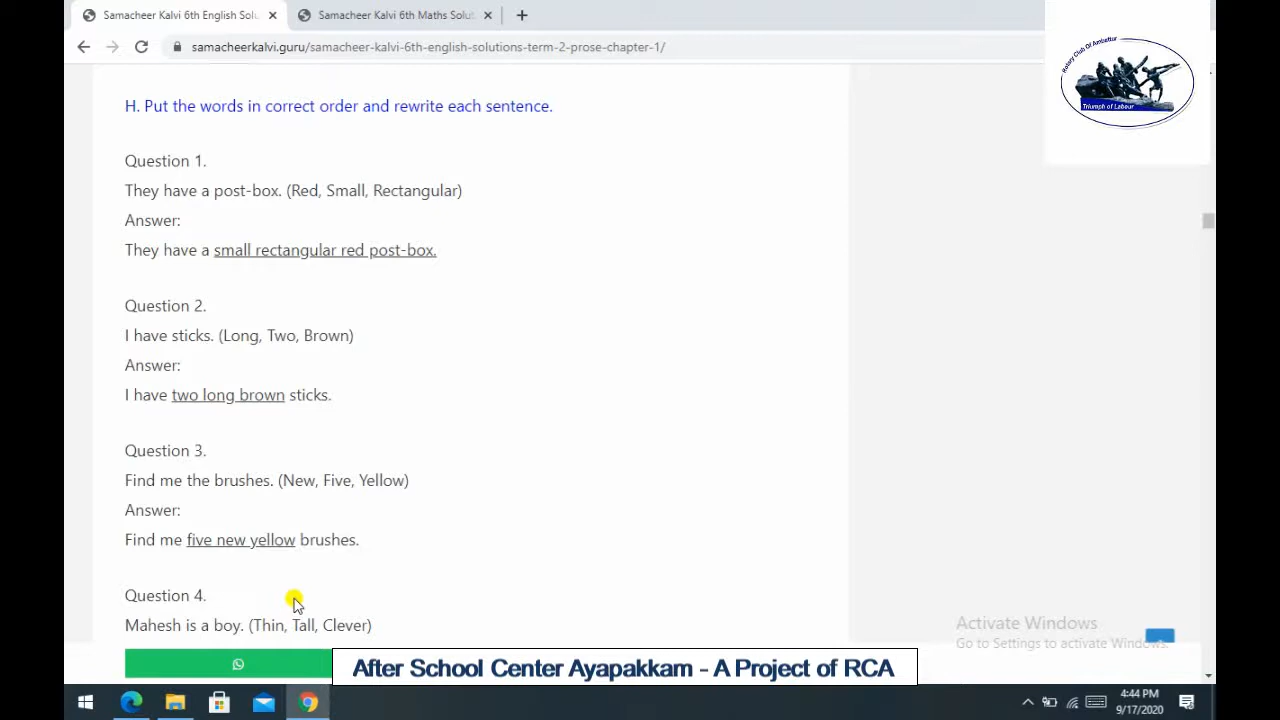 Samacheer Kalvi 6th English Solu
Samacheer Kalvi 6th Maths Solut
samacheerkalvi.guru/samacheer-kalvi-6th-english-solutions-term-2-prose-chapter-1/
Rotary Club Of Ambattur
Triumph of Labour
H. Put the words in correct order and rewrite each sentence.
Question 1.
They have a post-box. (Red, Small, Rectangular)
Answer:
They have a small rectangular red post-box.
Question 2.
I have sticks. (Long, Two, Brown)
Answer:
I have two long brown sticks.
Question 3.
Find me the brushes. (New, Five, Yellow)
Answer:
Find me five new yellow brushes.
Question 4.
Mahesh is a boy. (Thin, Tall, Clever)
Activate Windows
Go to Settings to activate Windows.
After School Center Ayapakkam - A Project of RCA
4:44 PM
9/17/2020